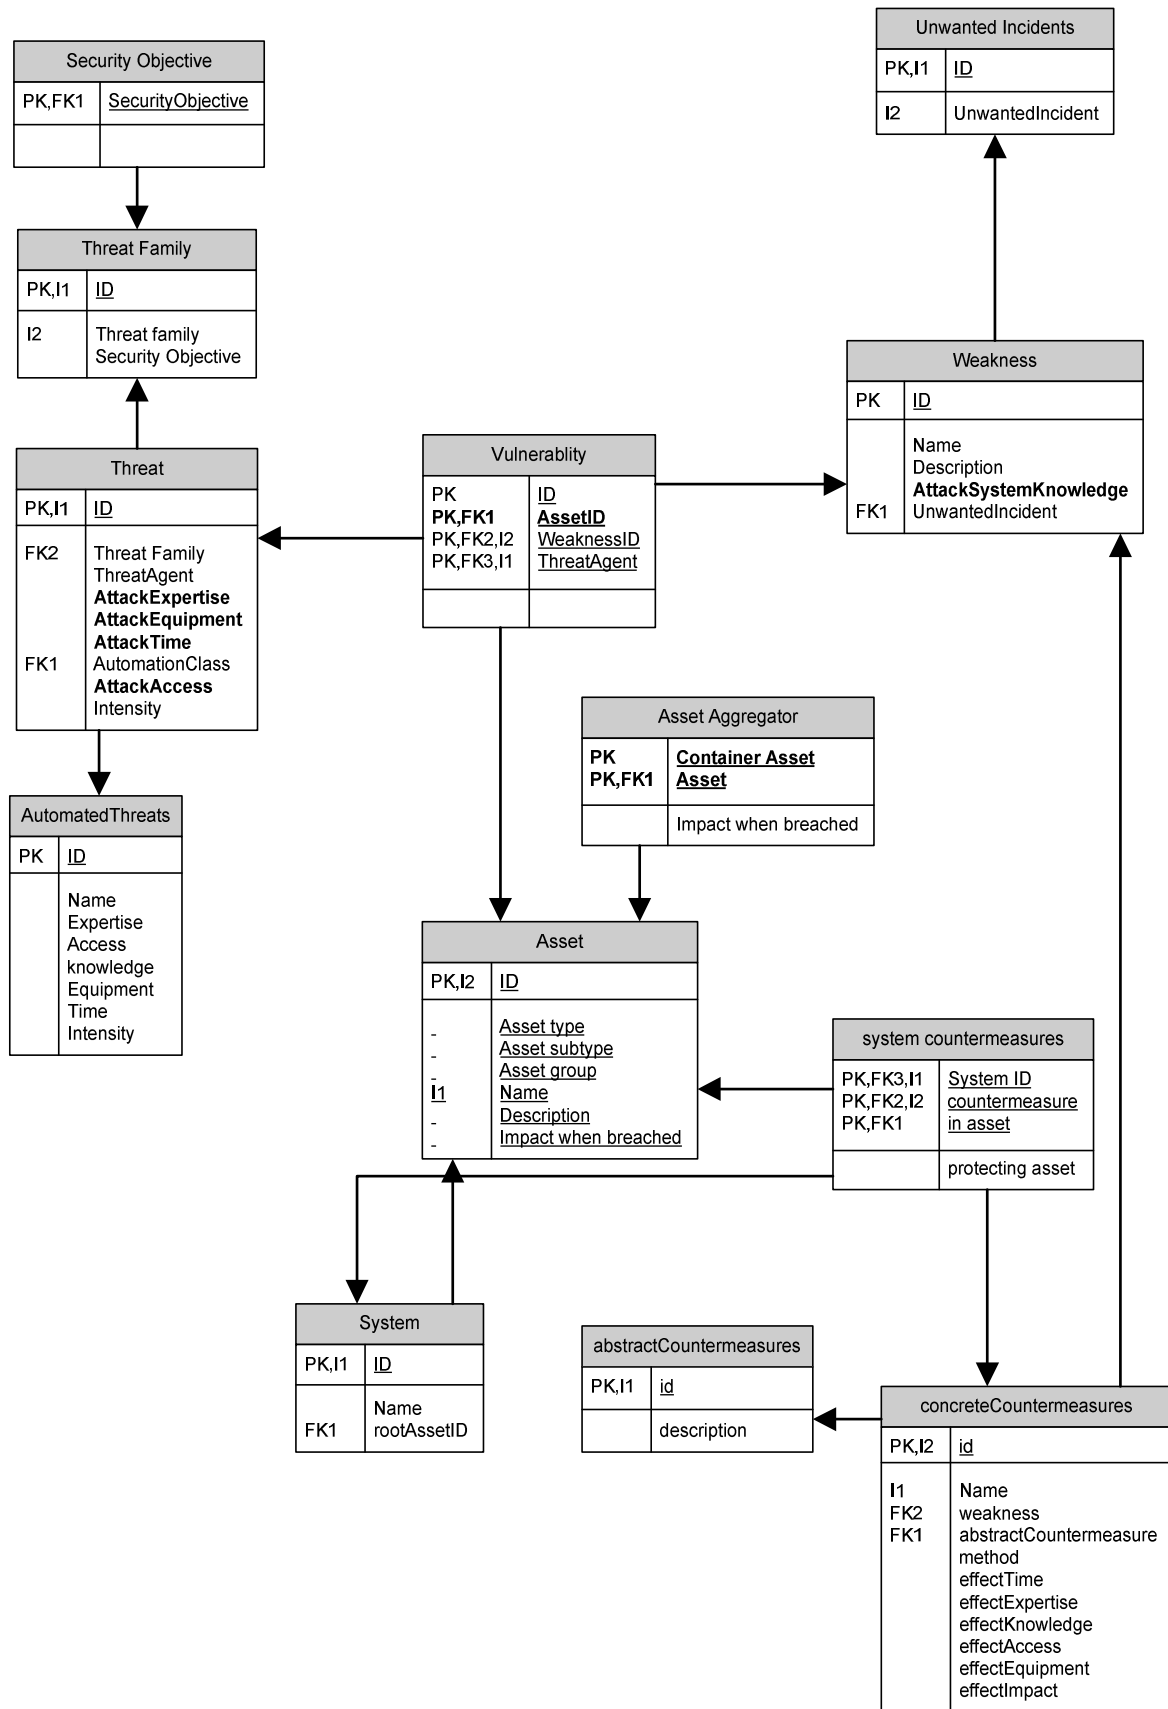 Unwanted Incidents
PK,I1 ID
I2 UnwantedIncident
Security Objective
PK,FK1 SecurityObjective
Threat Family
PK,I1 ID
I2 Threat family
Security Objective
Weakness
PK ID
Name
Description
AttackSystemKnowledge
FK1 UnwantedIncident
Threat
PK,I1 ID
FK2 Threat Family
ThreatAgent
AttackExpertise
AttackEquipment
AttackTime
FK1 AutomationClass
AttackAccess
Intensity
Vulnerablity
PK ID
PK,FK1 AssetID
PK,FK2,I2 WeaknessID
PK,FK3,I1 ThreatAgent
Asset Aggregator
PK Container Asset
PK,FK1 Asset
Impact when breached
AutomatedThreats
PK ID
Name
Expertise
Access
knowledge
Equipment
Time
Intensity
Asset
PK,I2 ID
- Asset type
- Asset subtype
- Asset group
I1 Name
- Description
- Impact when breached
system countermeasures
PK,FK3,I1 System ID
PK,FK2,I2 countermeasure
PK,FK1 in asset
protecting asset
System
PK,I1 ID
Name
FK1 rootAssetID
abstractCountermeasures
PK,I1 id
description
concreteCountermeasures
PK,I2 id
I1 Name
FK2 weakness
FK1 abstractCountermeasure
method
effectTime
effectExpertise
effectKnowledge
effectAccess
effectEquipment
effectImpact